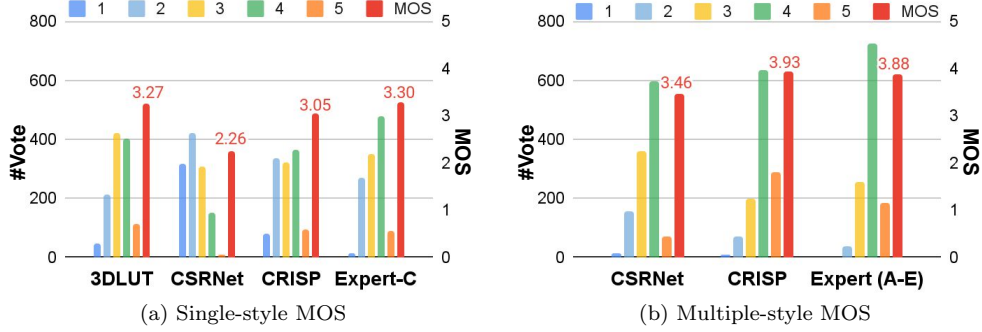 800 1 2 3 4 5 MOS 5
600 4
400 3
200 2
0 1
0
#Vote
MOS
3.27
2.26
3.05
3.30
3DLUT CSRNet CRISP Expert-C
(a) Single-style MOS
800 1 2 3 4 5 MOS 5
600 4
400 3
200 2
0 1
0
#Vote
MOS
3.46
3.93
3.88
CSRNet CRISP Expert (A-E)
(b) Multiple-style MOS